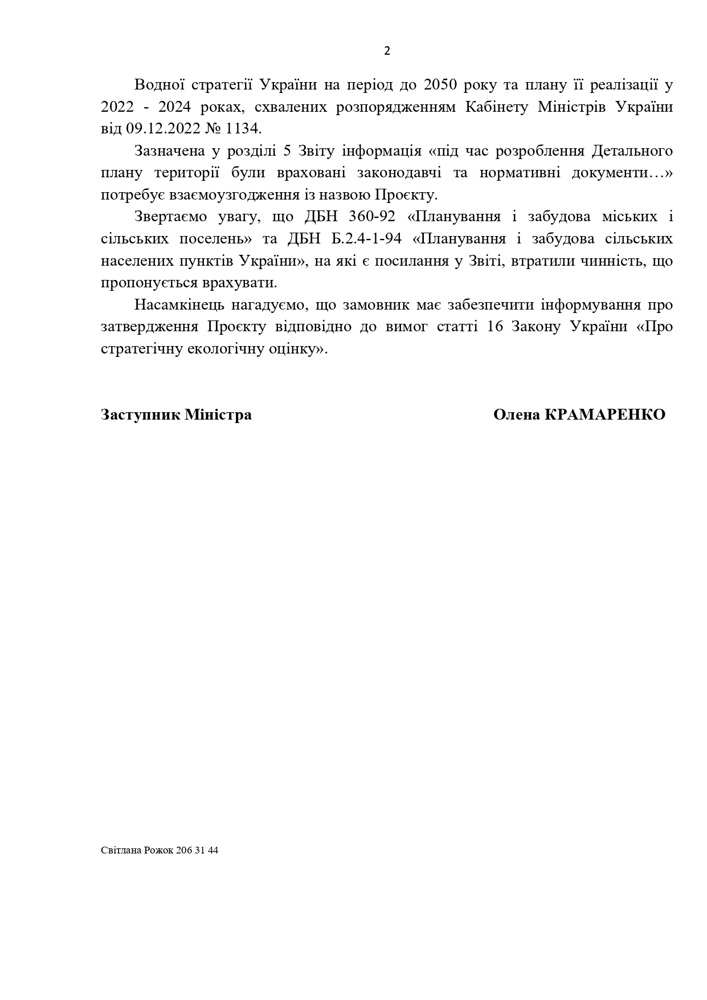 2
Водної стратегії України на період до 2050 року та плану її реалізації у
2022 - 2024 роках, схвалених розпорядженням Кабінету Міністрів України
від 09.12.2022 № 1134.
Зазначена у розділі 5 Звіту інформація «під час розроблення Детального
плану території були враховані законодавчі та нормативні документи…»
потребує взаємоузгодження із назвою Проєкту.
Звертаємо увагу, що ДБН 360-92 «Планування і забудова міських і
сільських поселень» та ДБН Б.2.4-1-94 «Планування і забудова сільських
населених пунктів України», на які є посилання у Звіті, втратили чинність, що
пропонується врахувати.
Насамкінець нагадуємо, що замовник має забезпечити інформування про
затвердження Проєкту відповідно до вимог статті 16 Закону України «Про
стратегічну екологічну оцінку».
Заступник Міністра Олена КРАМАРЕНКО
Світлана Рожок 206 31 44